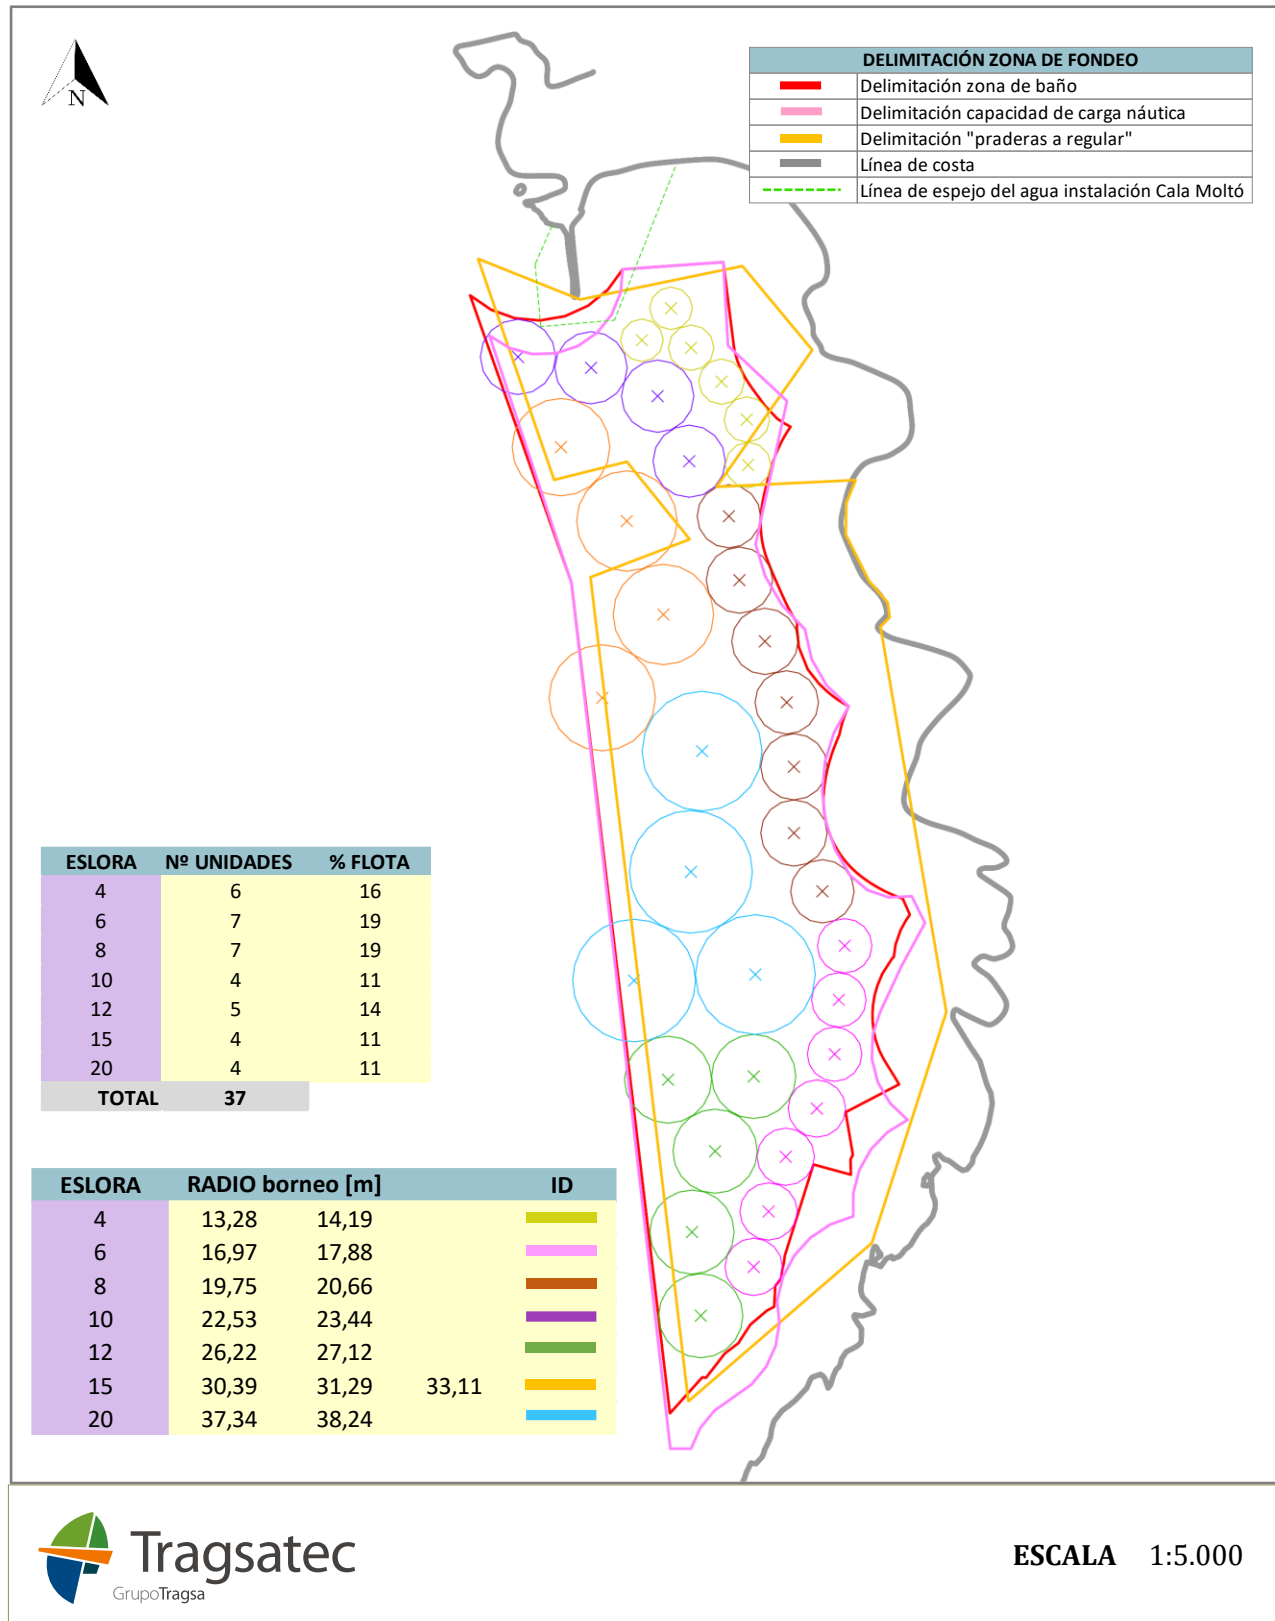 N
DELIMITACIÓN ZONA DE FONDEO
Delimitación zona de baño
Delimitación capacidad de carga náutica
Delimitación "praderas a regular"
Línea de costa
Línea de espejo del agua instalación Cala Moltó
ESLORA Nº UNIDADES % FLOTA
4 6 16
6 7 19
8 7 19
10 4 11
12 5 14
15 4 11
20 4 11
TOTAL 37
ESLORA RADIO borneo [m] ID
4 13,28 14,19
6 16,97 17,88
8 19,75 20,66
10 22,53 23,44
12 26,22 27,12
15 30,39 31,29 33,11
20 37,34 38,24
Tragsatec
GrupoTragsa
ESCALA 1:5.000